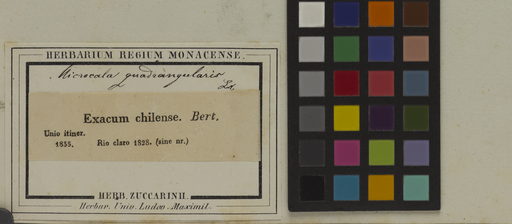 HERBARIUM REGIUM MONACENSE.
Microcala quadrangularis
Exacum chilense. Bert.
Unio itiner.
1835. Rio claro 1828. (sine nr.)
HERB. ZUCCARINII.
Herbar. Univ. Ludov. Maximil.